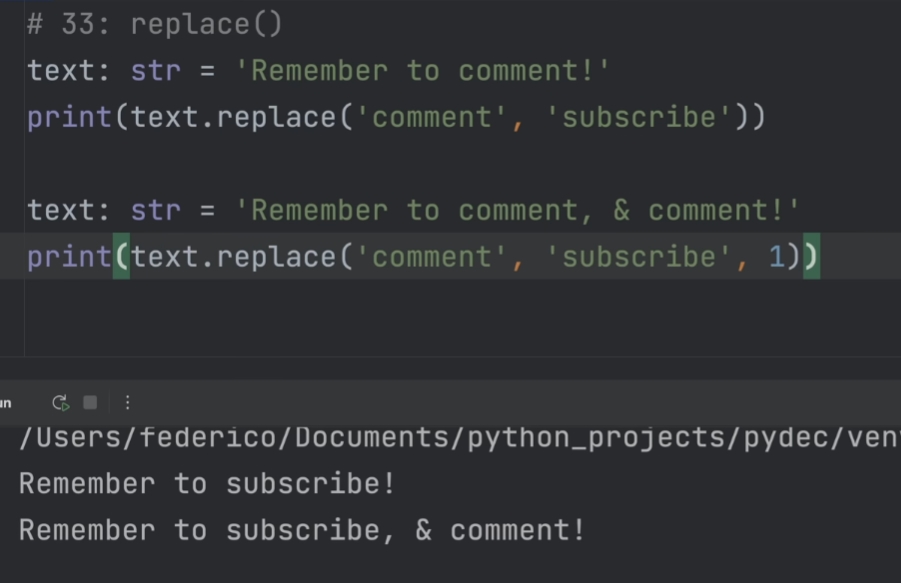 # 33: replace()
text: str = 'Remember to comment!'
print(text.replace('comment', 'subscribe'))
text: str = 'Remember to comment, & comment!'
print(text.replace('comment', 'subscribe', 1))
un
/Users/federico/Documents/python_projects/pydec/ven
Remember to subscribe!
Remember to subscribe, & comment!